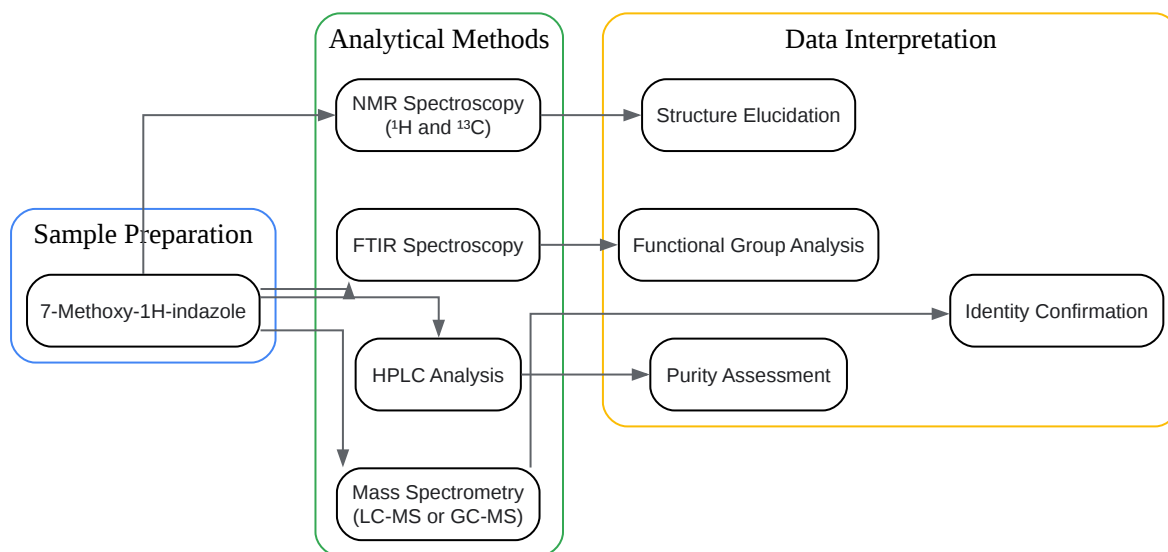 Analytical Methods
Data Interpretation
NMR Spectroscopy
(¹H and ¹³C)
Structure Elucidation
Sample Preparation
FTIR Spectroscopy
Functional Group Analysis
7-Methoxy-1H-indazole
Identity Confirmation
HPLC Analysis
Purity Assessment
Mass Spectrometry
(LC-MS or GC-MS)